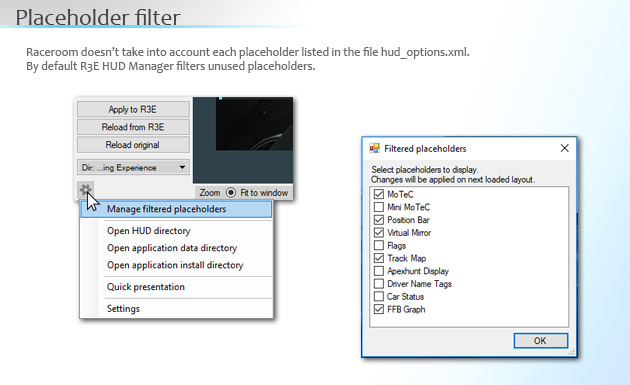 Placeholder filter
Raceroom doesn't take into account each placeholder listed in the file hud_options.xml.
By default R3E HUD Manager filters unused placeholders.
Apply to R3E
Reload from R3E
Reload original
Dir: ...ing Experience
Zoom Fit to window
Manage filtered placeholders
Open HUD directory
Open application data directory
Open application install directory
Quick presentation
Settings
Filtered placeholders
Select placeholders to display.
Changes will be applied on next loaded layout.
MoTeC
Mini MoTeC
Position Bar
Virtual Mirror
Flags
Track Map
Apexhunt Display
Driver Name Tags
Car Status
FFB Graph
OK